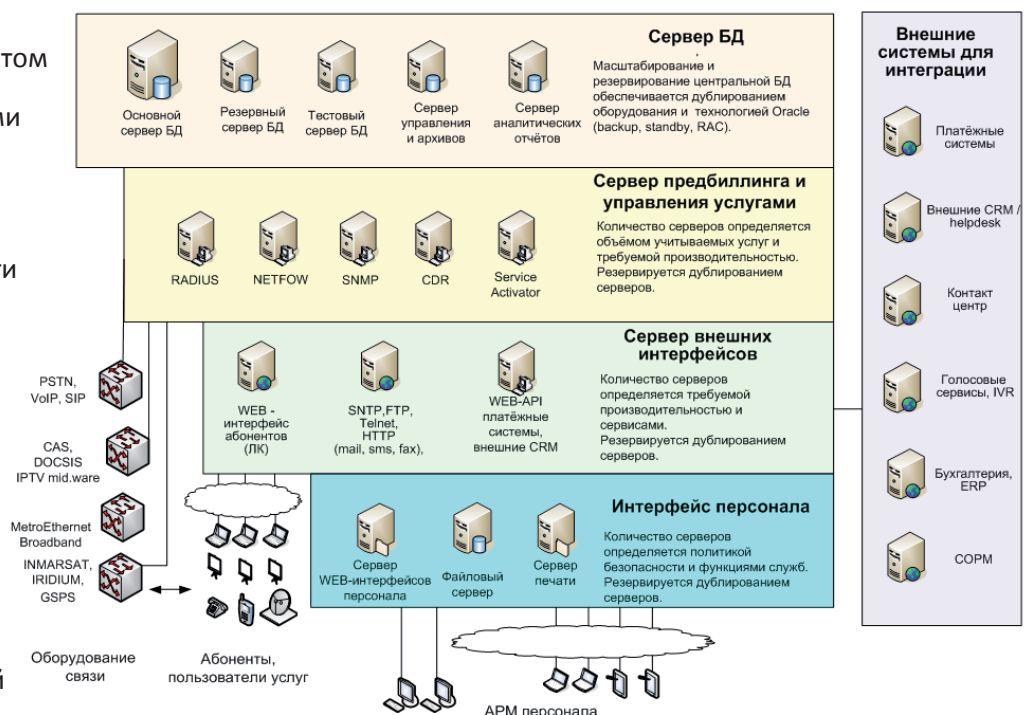 том
ми
ти
й
Сервер БД
Масштабирование и
резервирование центральной БД
обеспечивается дублированием
оборудования и технологией Oracle
(backup, standby, RAC).
Основной
сервер БД
Резервный
сервер БД
Тестовый
сервер БД
Сервер
управления
и архивов
Сервер
аналитических
отчётов
Сервер предбиллинга и
управления услугами
Количество серверов определяется
объёмом учитываемых услуг и
требуемой производительностью.
Резервируется дублированием
серверов.
RADIUS
NETFOW
SNMP
CDR
Service
Activator
Сервер внешних
интерфейсов
Количество серверов
определяется требуемой
производительностью и
сервисами.
Резервируется дублированием
серверов.
WEB -
интерфейс
абонентов
(ЛК)
SNTP,FTP,
Telnet,
HTTP
(mail, sms, fax),
WEB-API
платёжные
системы,
внешние CRM
Интерфейс персонала
Количество серверов
определяется политикой
безопасности и функциями служб.
Резервируется дублированием
серверов.
Сервер
WEB-интерфейсов
персонала
Файловый
сервер
Сервер
печати
PSTN,
VoIP, SIP
CAS,
DOCSIS
IPTV mid.ware
MetroEthernet
Broadband
INMARSAT,
IRIDIUM,
GSPS
Оборудование
связи
Абоненты,
пользователи услуг
АРМ персонала
Внешние
системы для
интеграции
Платёжные
системы
Внешние CRM /
helpdesk
Контакт
центр
Голосовые
сервисы, IVR
Бухгалтерия,
ERP
СОРМ